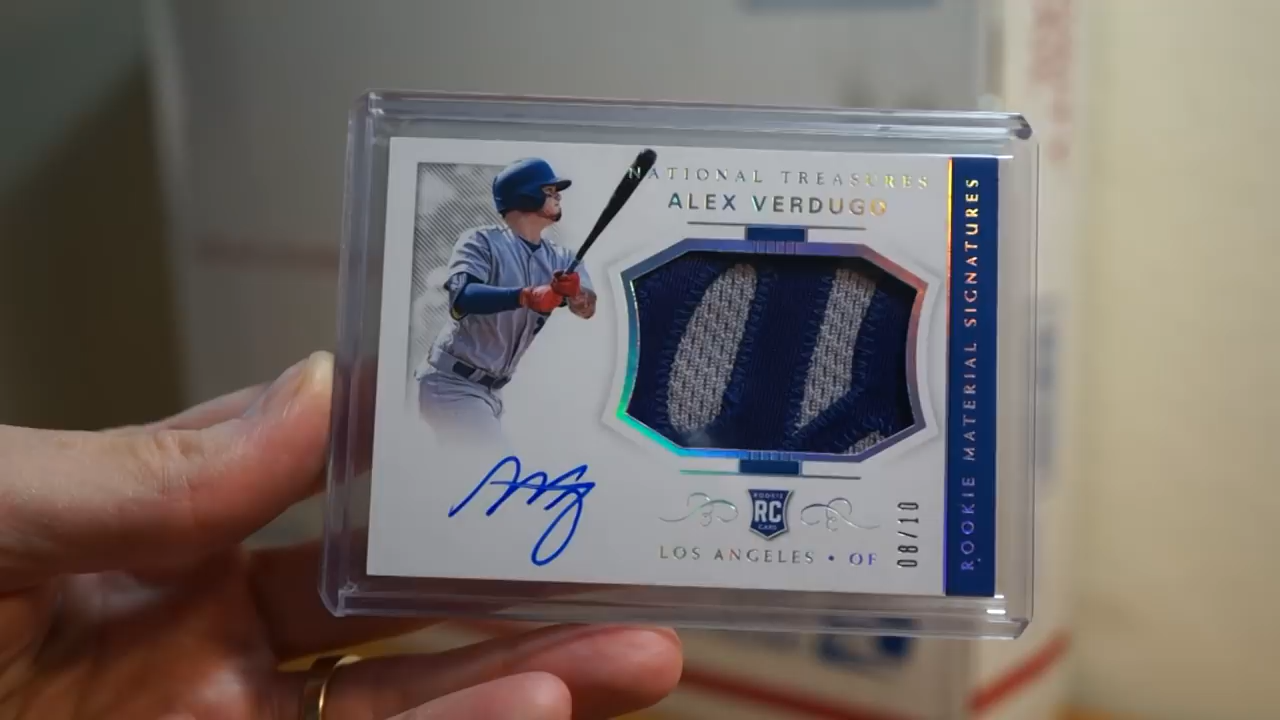 NATIONAL TREASURES
ALEX VERDUGO
ROOKIE
RC
CARD
LOS ANGELES • OF
08/10
ROOKIE MATERIAL SIGNATURES